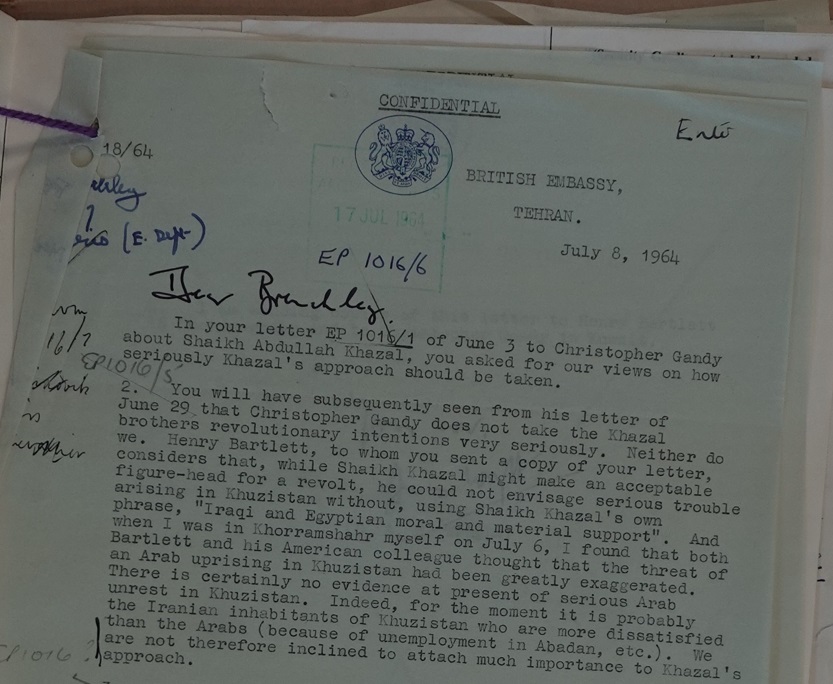 CONFIDENTIAL
18/64
BRITISH EMBASSY,
TEHRAN.
17 JUL 1964
(E. Dept)
July 8, 1964
EP 1016/6
Dear Brenchley.
In your letter EP 1016/1 of June 3 to Christopher Gandy
about Shaikh Abdullah Khazal, you asked for our views on how
seriously Khazal's approach should be taken.
16/7
EP1016/5
2. You will have subsequently seen from his letter of
June 29 that Christopher Gandy does not take the Khazal
brothers revolutionary intentions very seriously. Neither do
we. Henry Bartlett, to whom you sent a copy of your letter,
considers that, while Shaikh Khazal might make an acceptable
figure-head for a revolt, he could not envisage serious trouble
arising in Khuzistan without, using Shaikh Khazal's own
phrase, "Iraqi and Egyptian moral and material support". And
when I was in Khorramshahr myself on July 6, I found that both
Bartlett and his American colleague thought that the threat of
an Arab uprising in Khuzistan had been greatly exaggerated.
There is certainly no evidence at present of serious Arab
unrest in Khuzistan. Indeed, for the moment it is probably
the Iranian inhabitants of Khuzistan who are more dissatisfied
than the Arabs (because of unemployment in Abadan, etc.). We
are not therefore inclined to attach much importance to Khazal's
approach.
EP1016